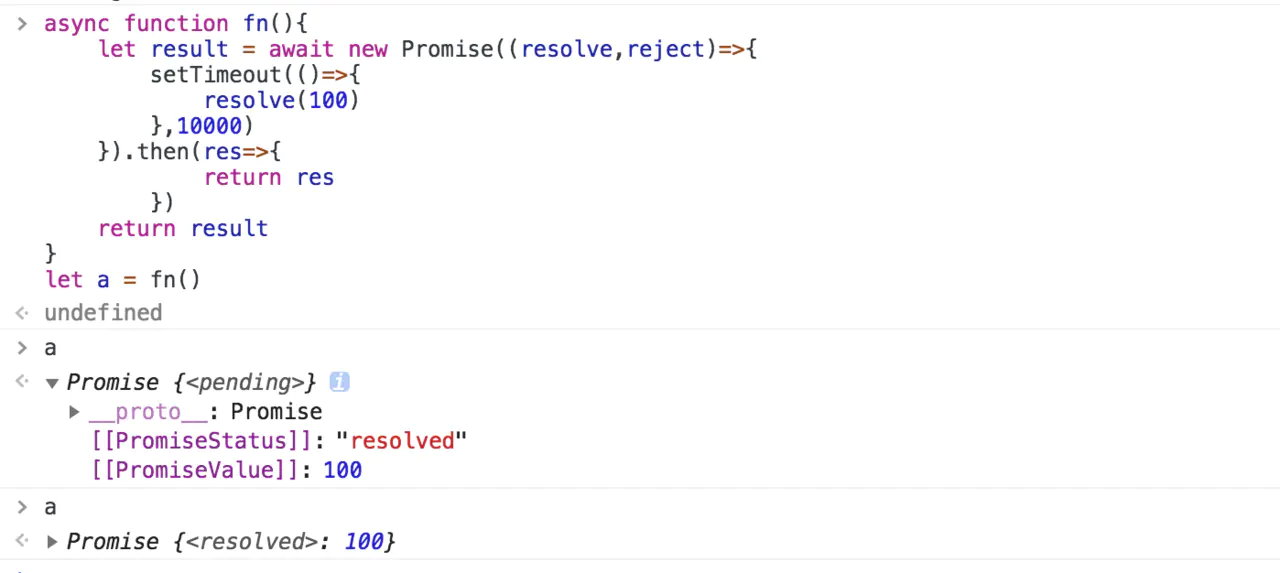 > async function fn(){
let result = await new Promise((resolve,reject)=>{
setTimeout(()=>{
resolve(100)
},10000)
}).then(res=>{
return res
})
return result
}
let a = fn()
undefined
> a
Promise {<pending>} i
__proto__: Promise
[[PromiseStatus]]: "resolved"
[[PromiseValue]]: 100
> a
Promise {<resolved>: 100}